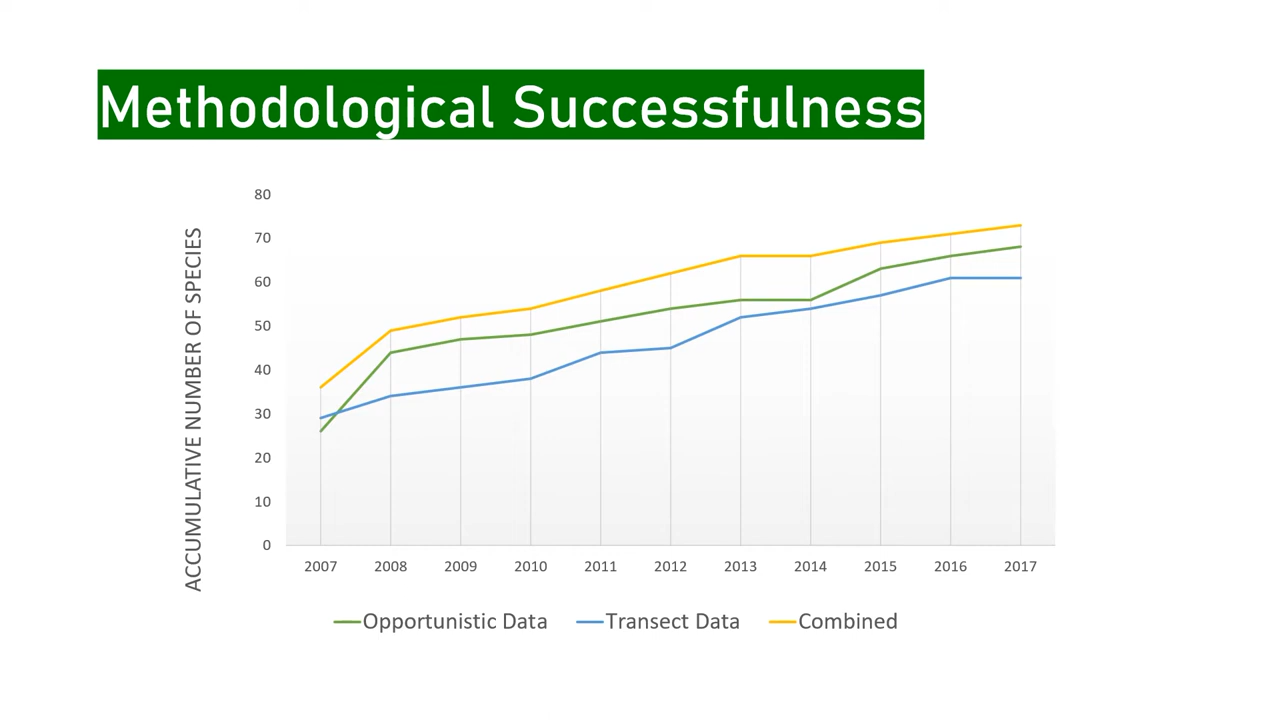 Methodological Successfulness
ACCUMULATIVE NUMBER OF SPECIES
80
70
60
50
40
30
20
10
0
2007 2008 2009 2010 2011 2012 2013 2014 2015 2016 2017
Opportunistic Data Transect Data Combined